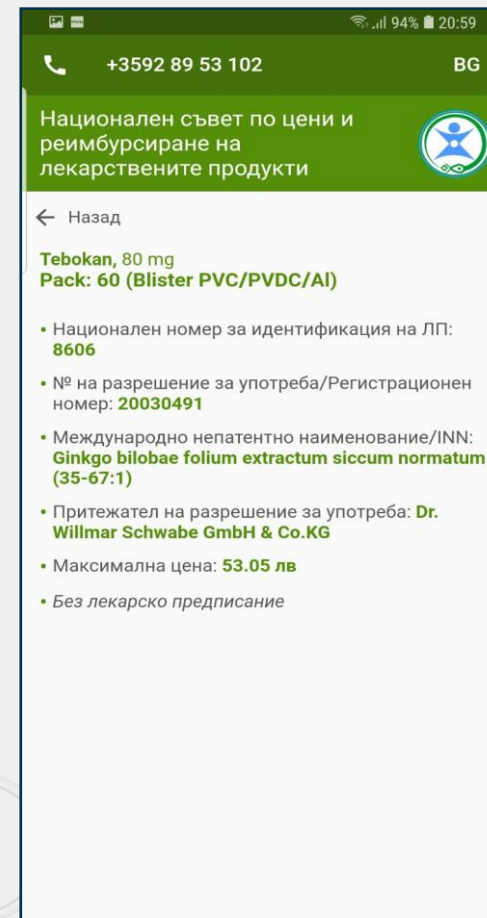 94% 20:59
+3592 89 53 102 BG
Национален съвет по цени и
реимбурсиране на
лекарствените продукти
← Назад
Tebokan, 80 mg
Pack: 60 (Blister PVC/PVDC/Al)
• Национален номер за идентификация на ЛП:
8606
• № на разрешение за употреба/Регистрационен
номер: 20030491
• Международно непатентно наименование/INN:
Ginkgo bilobae folium extractum siccum normatum
(35-67:1)
• Притежател на разрешение за употреба: Dr.
Willmar Schwabe GmbH & Co.KG
• Максимална цена: 53.05 лв
• Без лекарско предписание